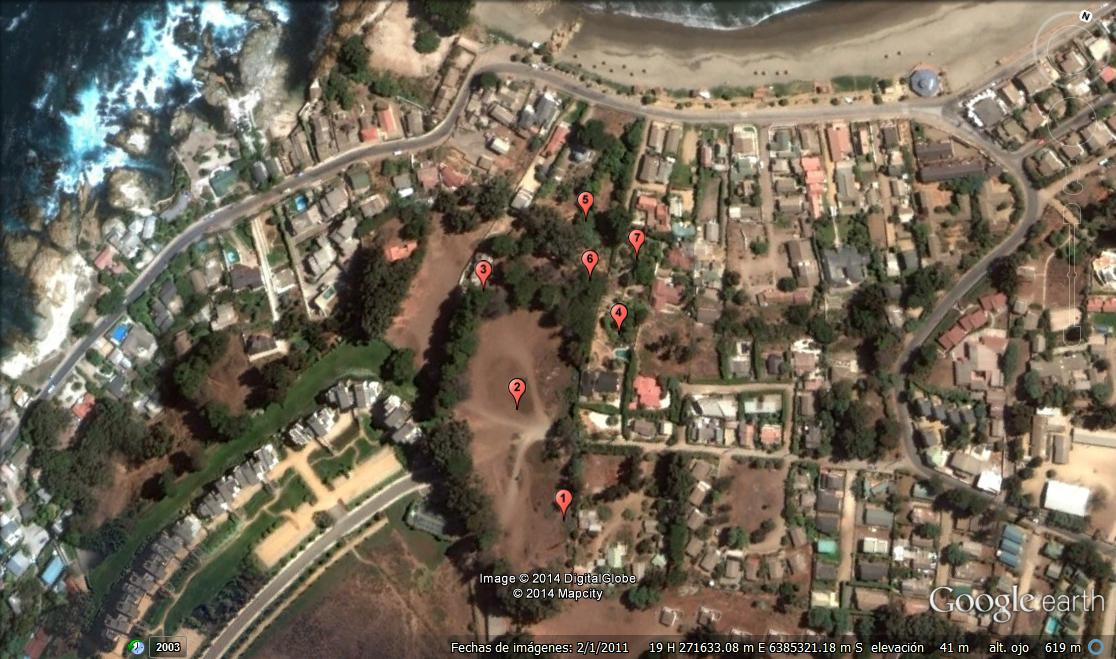 N
5
7
6
3
4
2
1
Image © 2014 DigitalGlobe
© 2014 Mapcity
Google earth
2003
Fechas de imágenes: 2/1/2011 19 H 271633.08 m E 6385321.18 m S elevación 41 m alt. ojo 619 m